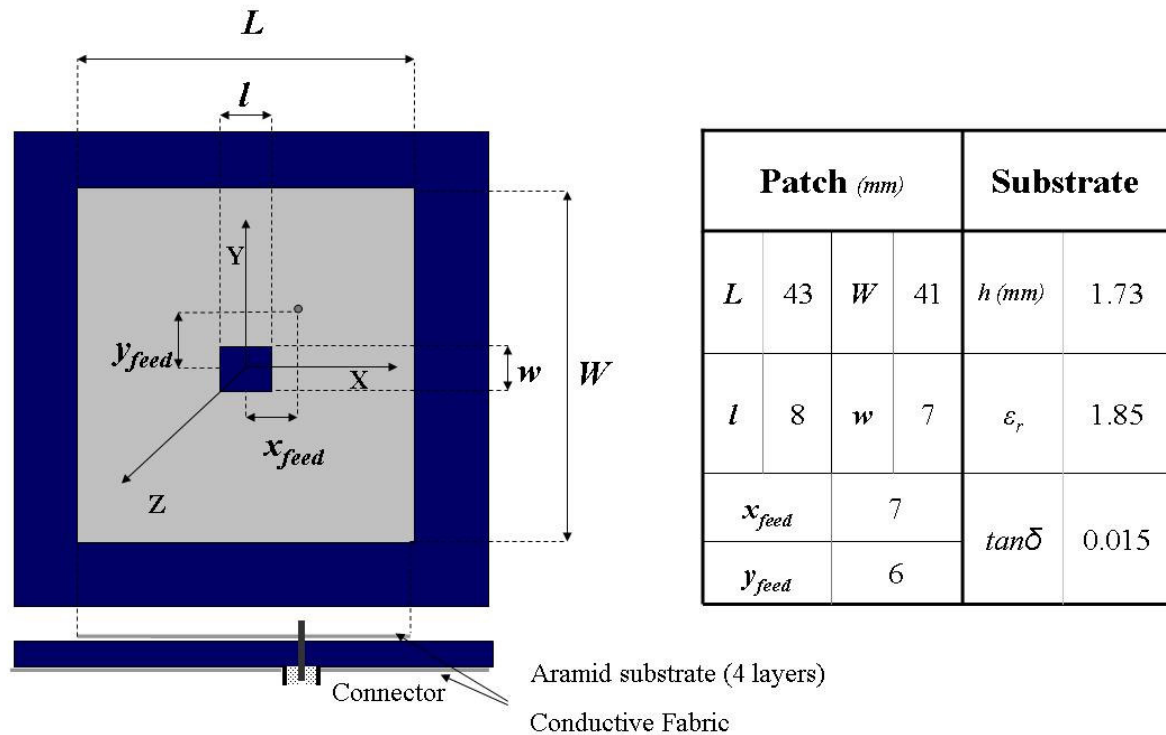 L
l
Y
y_feed
X
w
W
x_feed
Z
Connector
Aramid substrate (4 layers)
Conductive Fabric
Patch (mm) Substrate
L 43 W 41 h (mm) 1.73
l 8 w 7 ε_r 1.85
x_feed 7
tanδ 0.015
y_feed 6